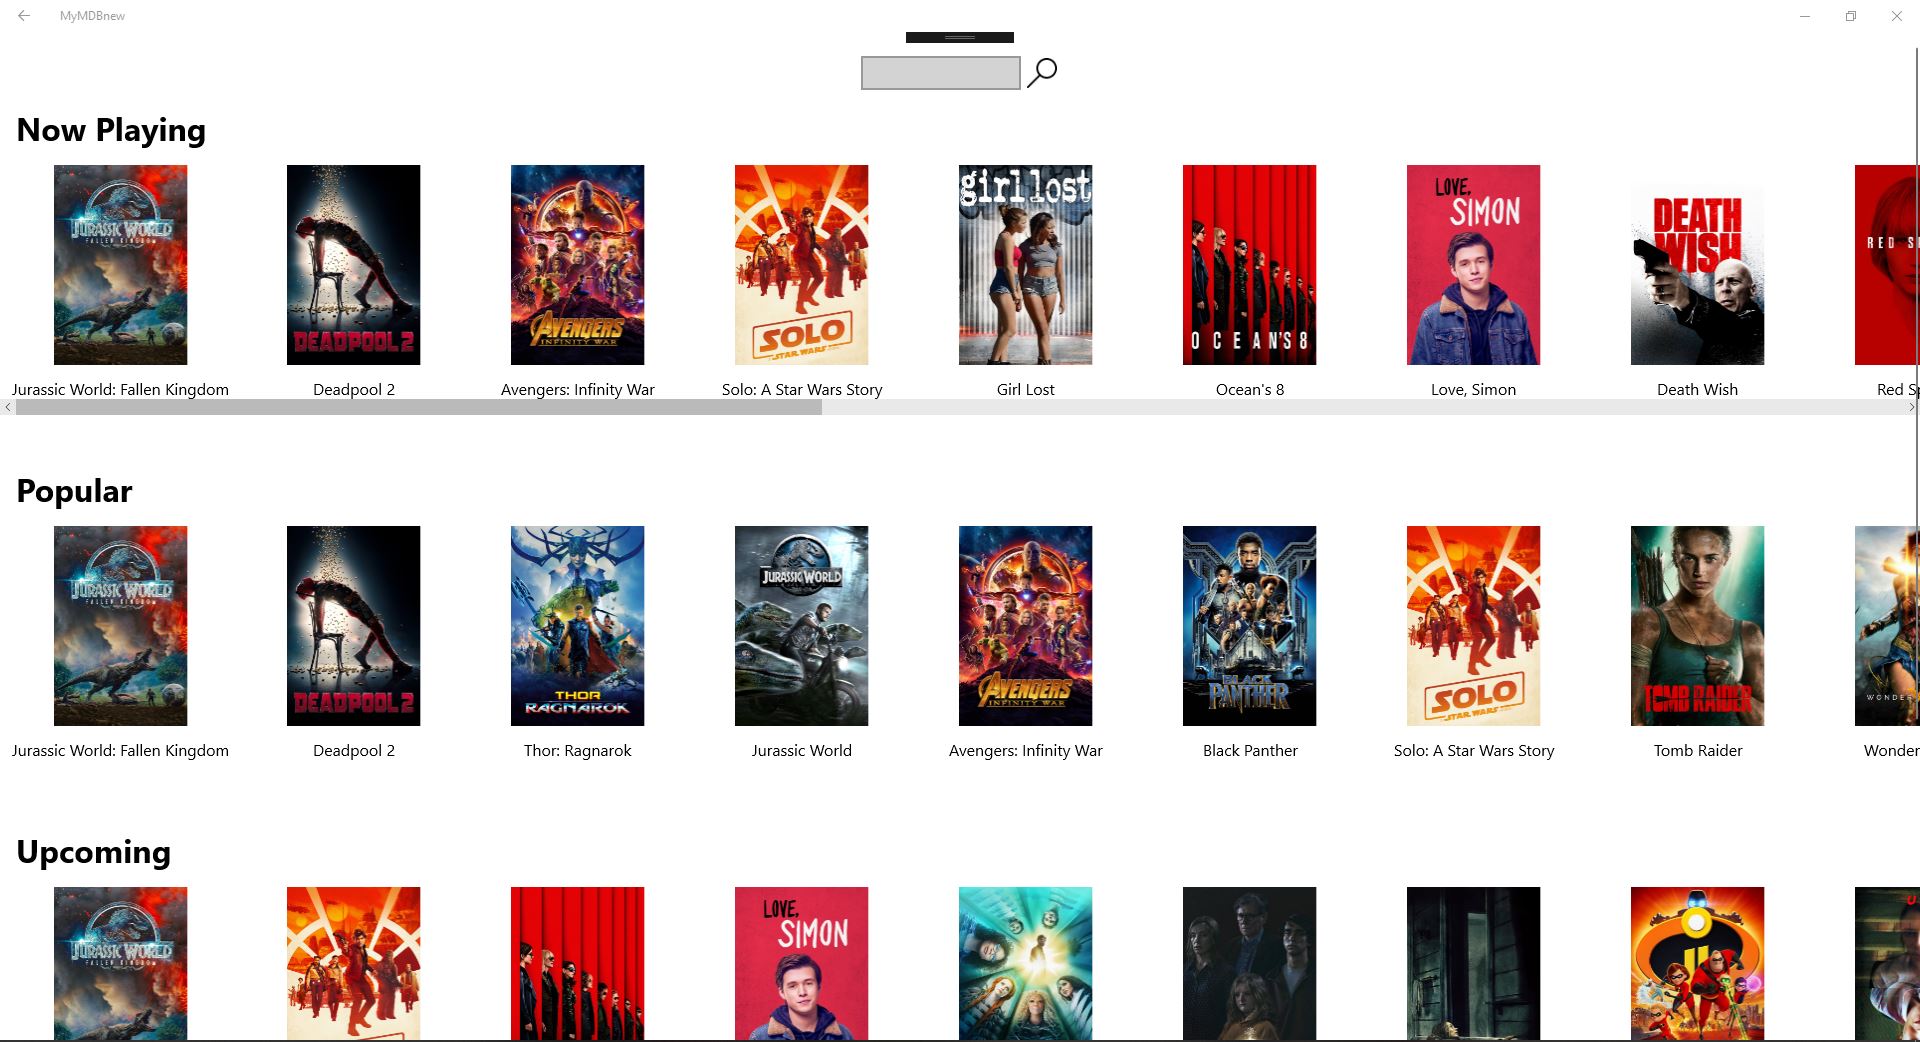 MyMDBnew
Now Playing
JURASSIC WORLD
FALLEN KINGDOM
DEADPOOL 2
AVENGERS
INFINITY WAR
SOLO
A STAR WARS STORY
girl lost
OCEAN'S 8
LOVE,
SIMON
DEATH
WISH
RED S
Jurassic World: Fallen Kingdom
Deadpool 2
Avengers: Infinity War
Solo: A Star Wars Story
Girl Lost
Ocean's 8
Love, Simon
Death Wish
Red Sp
Popular
JURASSIC WORLD
FALLEN KINGDOM
DEADPOOL 2
THOR
RAGNAROK
JURASSIC WORLD
AVENGERS
INFINITY WAR
BLACK
PANTHER
SOLO
A STAR WARS STORY
TOMB RAIDER
WONDER
Jurassic World: Fallen Kingdom
Deadpool 2
Thor: Ragnarok
Jurassic World
Avengers: Infinity War
Black Panther
Solo: A Star Wars Story
Tomb Raider
Wonder
Upcoming
JURASSIC WORLD
FALLEN KINGDOM
LOVE,
SIMON
U